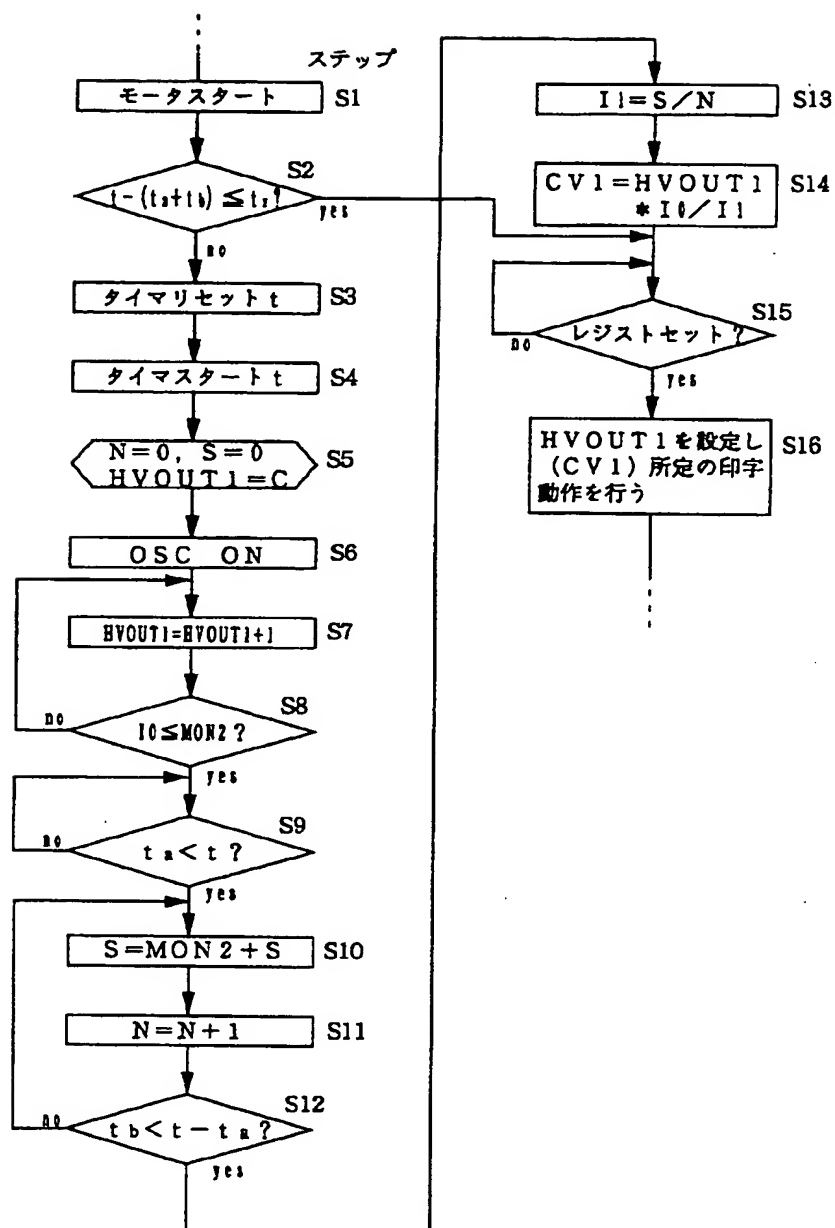 ステップ
モータスタート S1
S2
t-(ta+tb)≦tr?
yes
no
タイマリセットt S3
タイマスタートt S4
N=0, S=0
HVOUT1=C S5
OSC ON S6
HVOUT1=HVOUT1+1 S7
S8
I0≦MON2?
no
yes
S9
ta<t?
no
yes
S=MON2+S S10
N=N+1 S11
S12
tb<t-ta?
no
yes
I1=S/N S13
CV1=HVOUT1
*I0/I1
S14
S15
レジストセット?
no
yes
HVOUT1を設定し
(CV1)所定の印字
動作を行う
S16